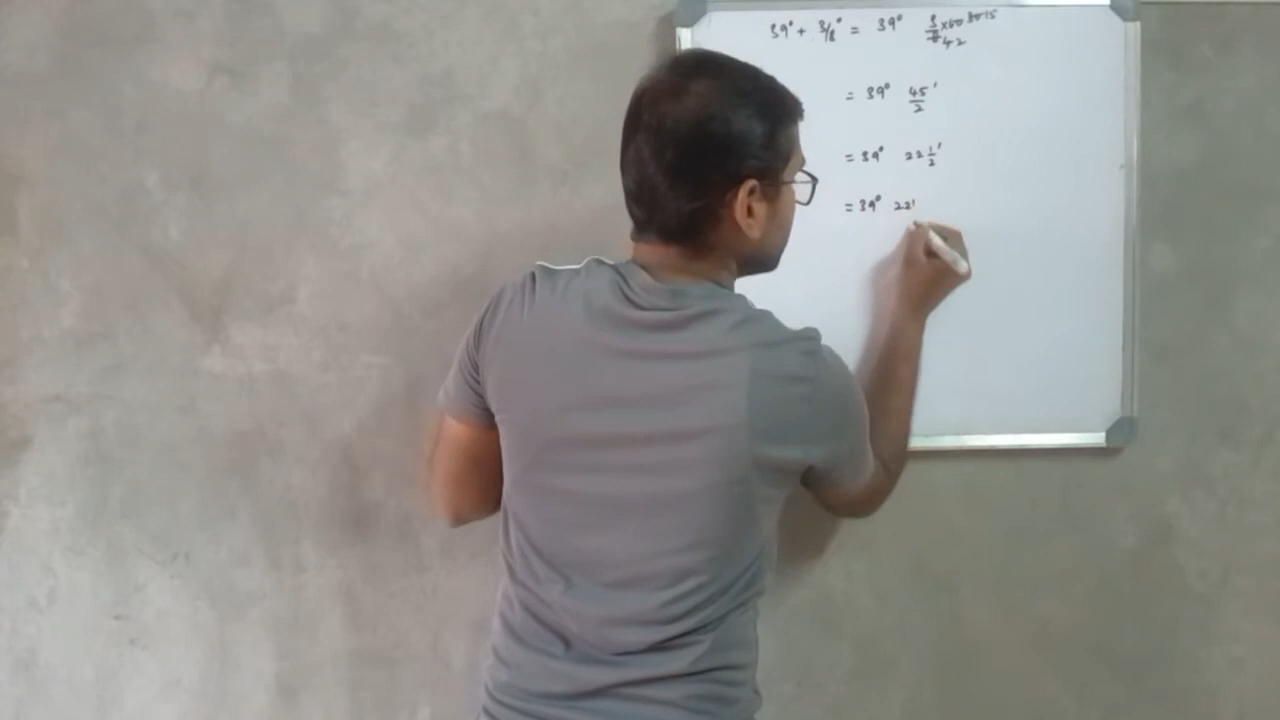 39° + 3/8° = 39° 3/8 × 60 30 15 4 2
= 39° 45/2 '
= 39° 22 1/2 '
= 39° 22'